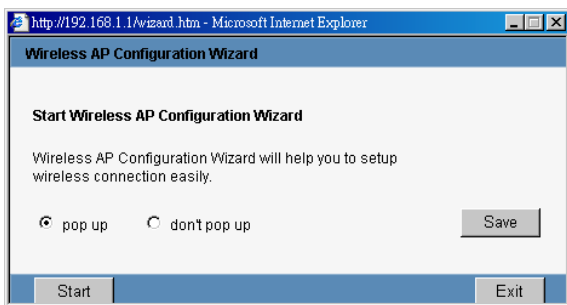 http://192.168.1.1/wizard.htm - Microsoft Internet Explorer
Wireless AP Configuration Wizard
Start Wireless AP Configuration Wizard
Wireless AP Configuration Wizard will help you to setup
wireless connection easily.
pop up don't pop up Save
Start Exit